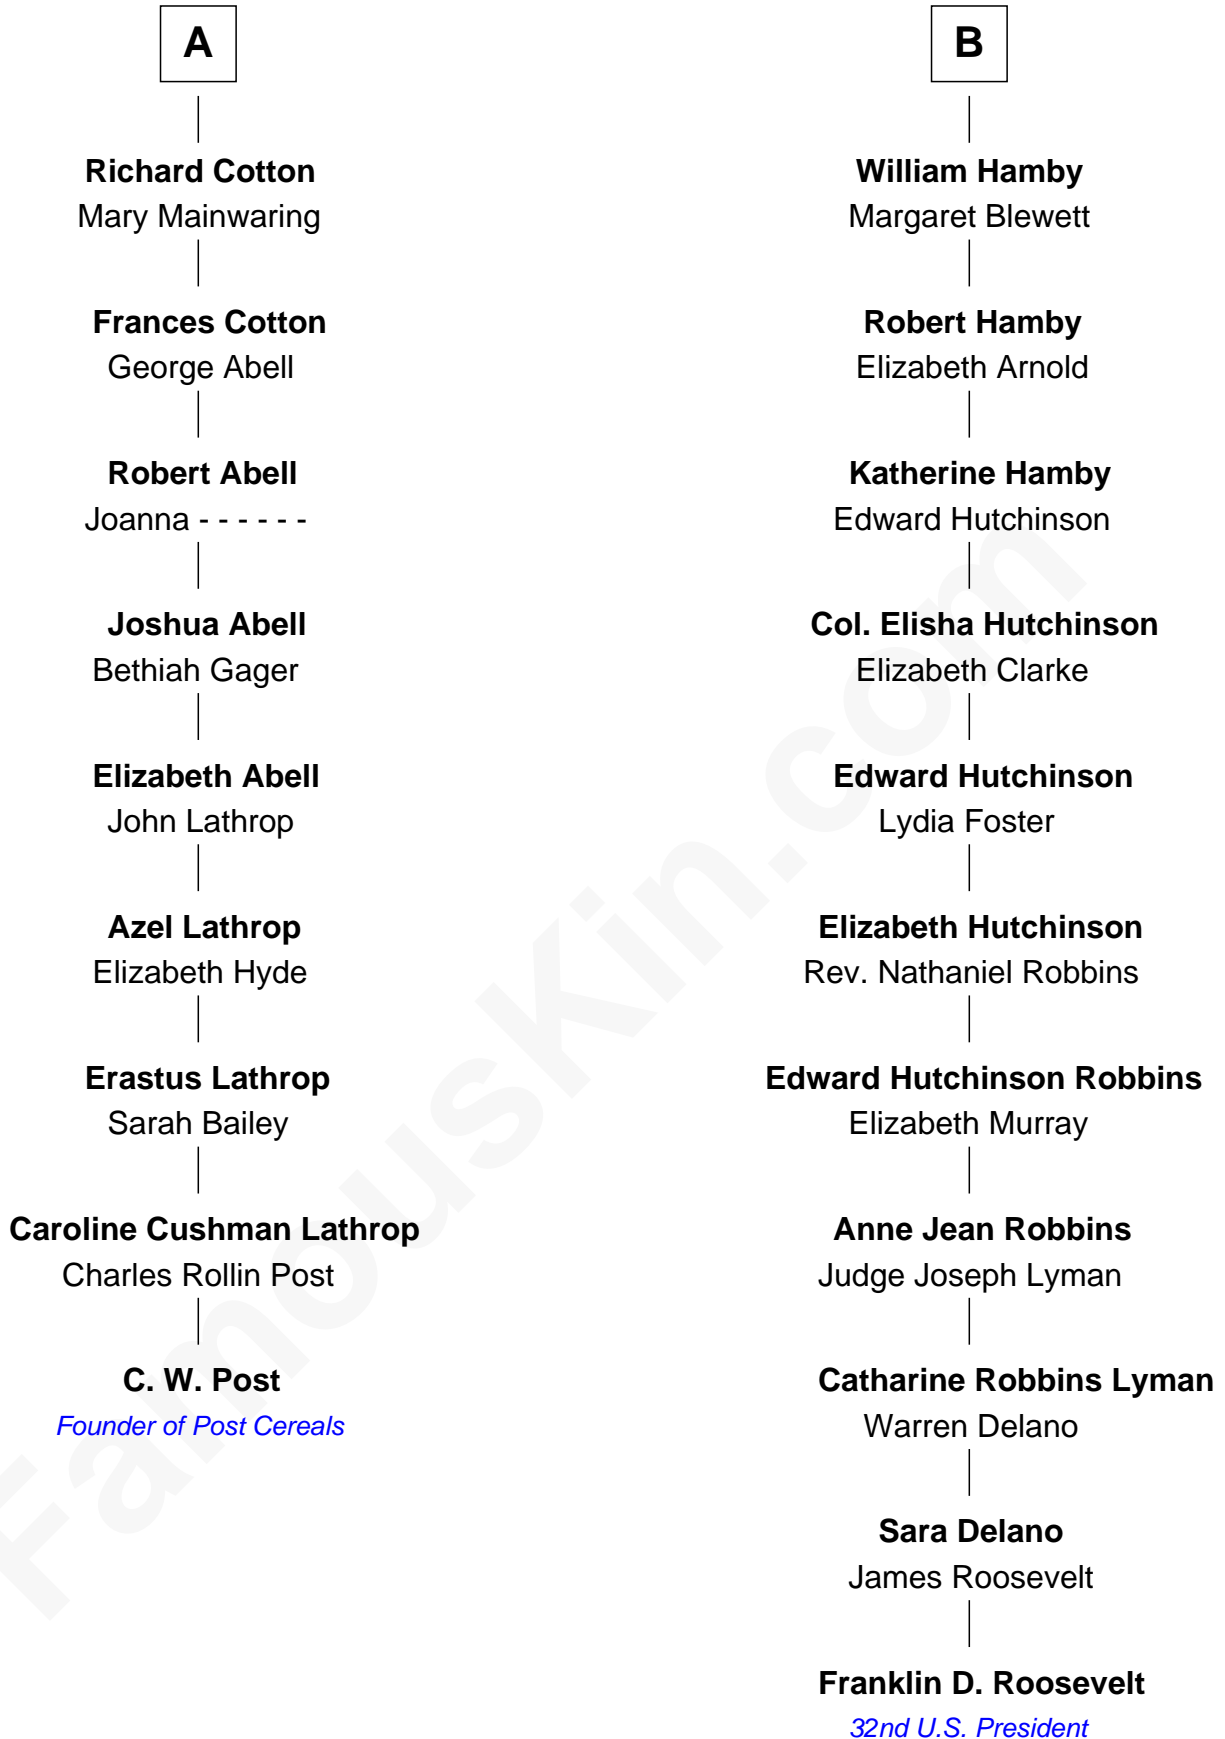 A
Richard Cotton
Mary Mainwaring
Frances Cotton
George Abell
Robert Abell
Joanna - - - - - -
Joshua Abell
Bethiah Gager
Elizabeth Abell
John Lathrop
Azel Lathrop
Elizabeth Hyde
Erastus Lathrop
Sarah Bailey
Caroline Cushman Lathrop
Charles Rollin Post
C. W. Post
Founder of Post Cereals
B
William Hamby
Margaret Blewett
Robert Hamby
Elizabeth Arnold
Katherine Hamby
Edward Hutchinson
Col. Elisha Hutchinson
Elizabeth Clarke
Edward Hutchinson
Lydia Foster
Elizabeth Hutchinson
Rev. Nathaniel Robbins
Edward Hutchinson Robbins
Elizabeth Murray
Anne Jean Robbins
Judge Joseph Lyman
Catharine Robbins Lyman
Warren Delano
Sara Delano
James Roosevelt
Franklin D. Roosevelt
32nd U.S. President
FamousKin.com